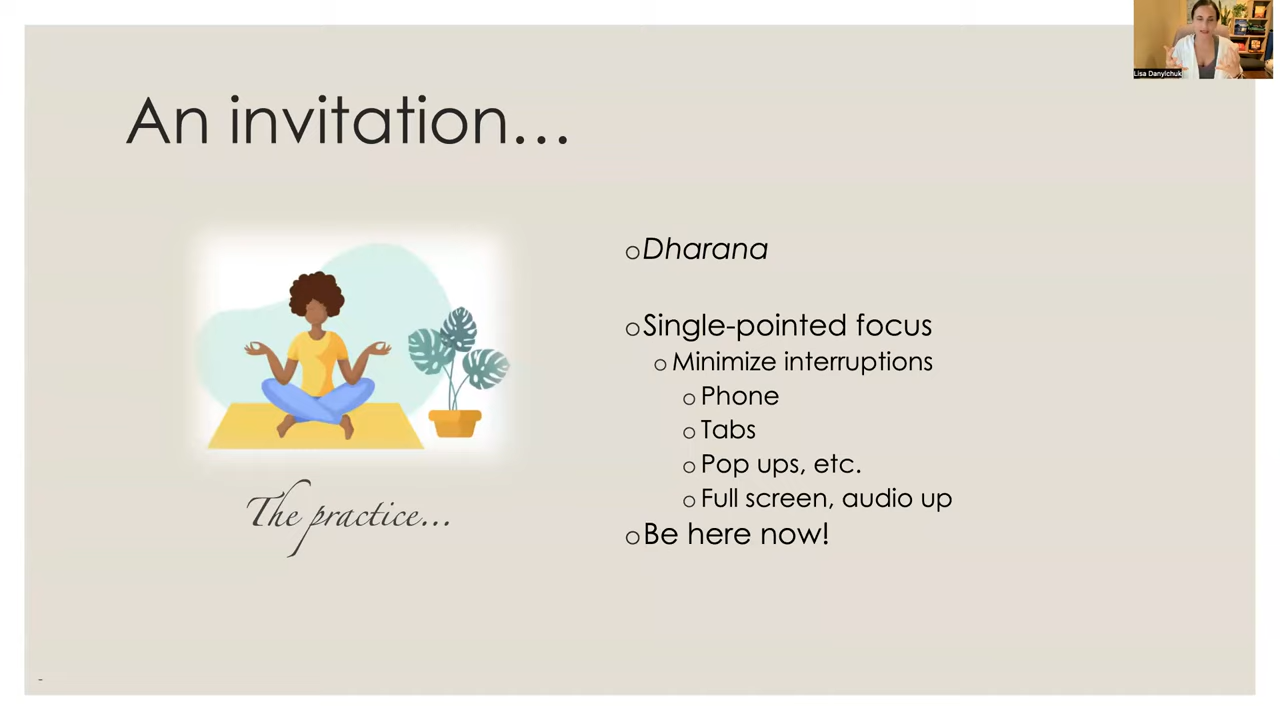 Lisa Danylchuk
An invitation...
Dharana
Single-pointed focus
Minimize interruptions
Phone
Tabs
Pop ups, etc.
Full screen, audio up
Be here now!
The practice...